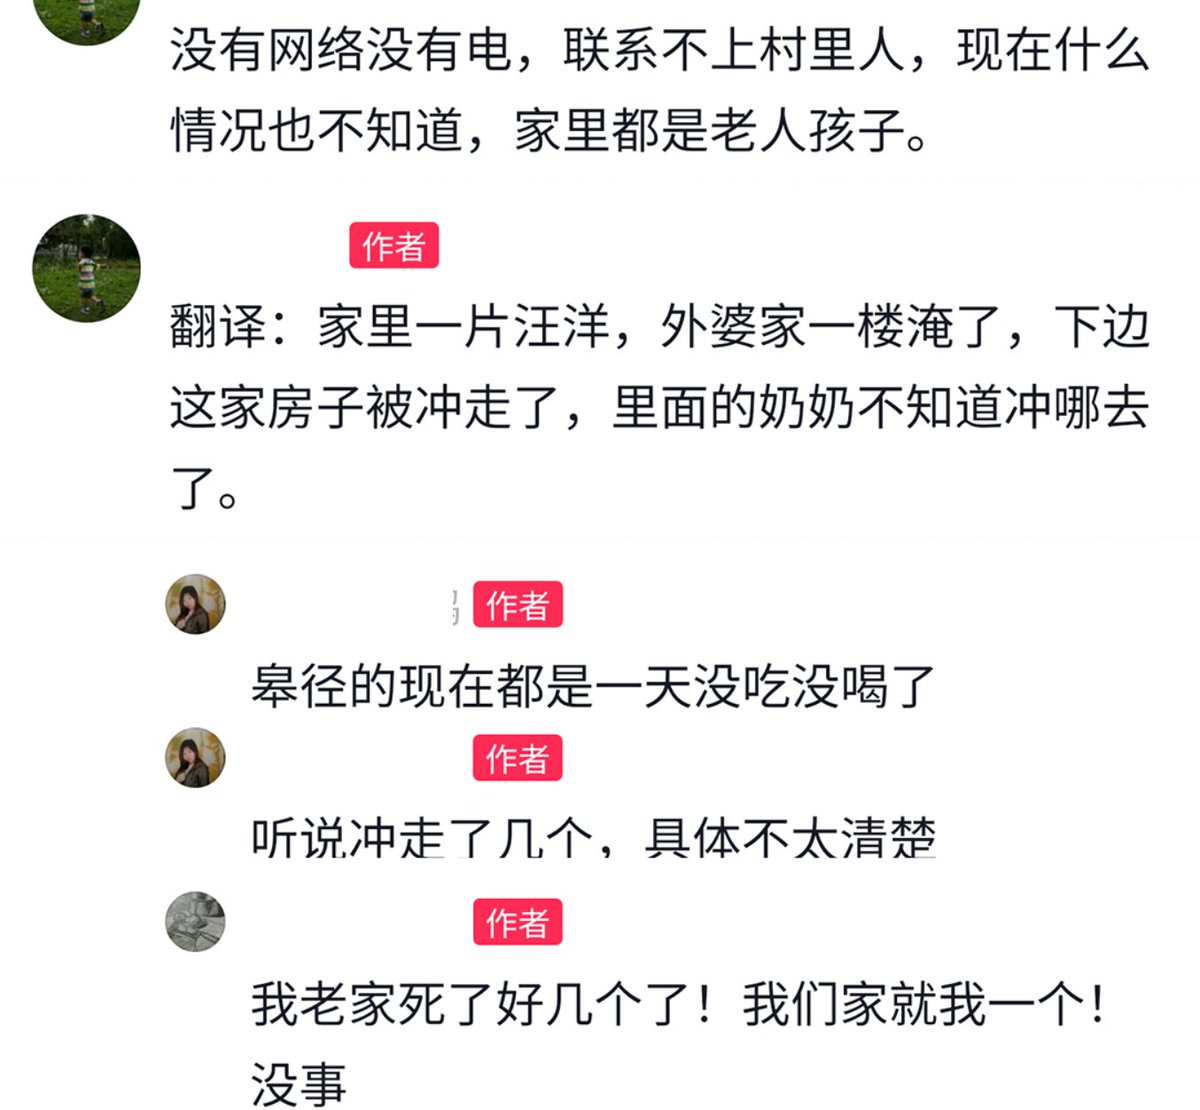 没有网络没有电，联系不上村里人，现在什么
情况也不知道，家里都是老人孩子。
作者
翻译：家里一片汪洋，外婆家一楼淹了，下边
这家房子被冲走了，里面的奶奶不知道冲哪去
了。
作者
皋径的现在都是一天没吃没喝了
作者
听说冲走了几个，具体不太清楚
作者
我老家死了好几个了！我们家就我一个！
没事